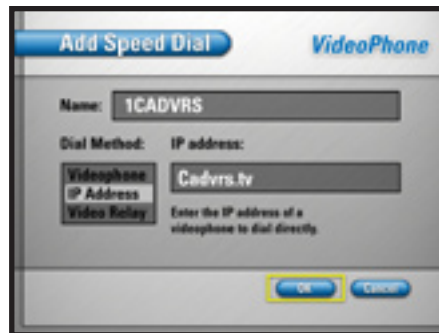 Add Speed Dial
VideoPhone
Name: 1CADVRS
Dial Method: IP address:
Videophone
IP Address
Video Relay
Cadvrs.tv
Enter the IP address of a
videophone to dial directly.
OK Cancel